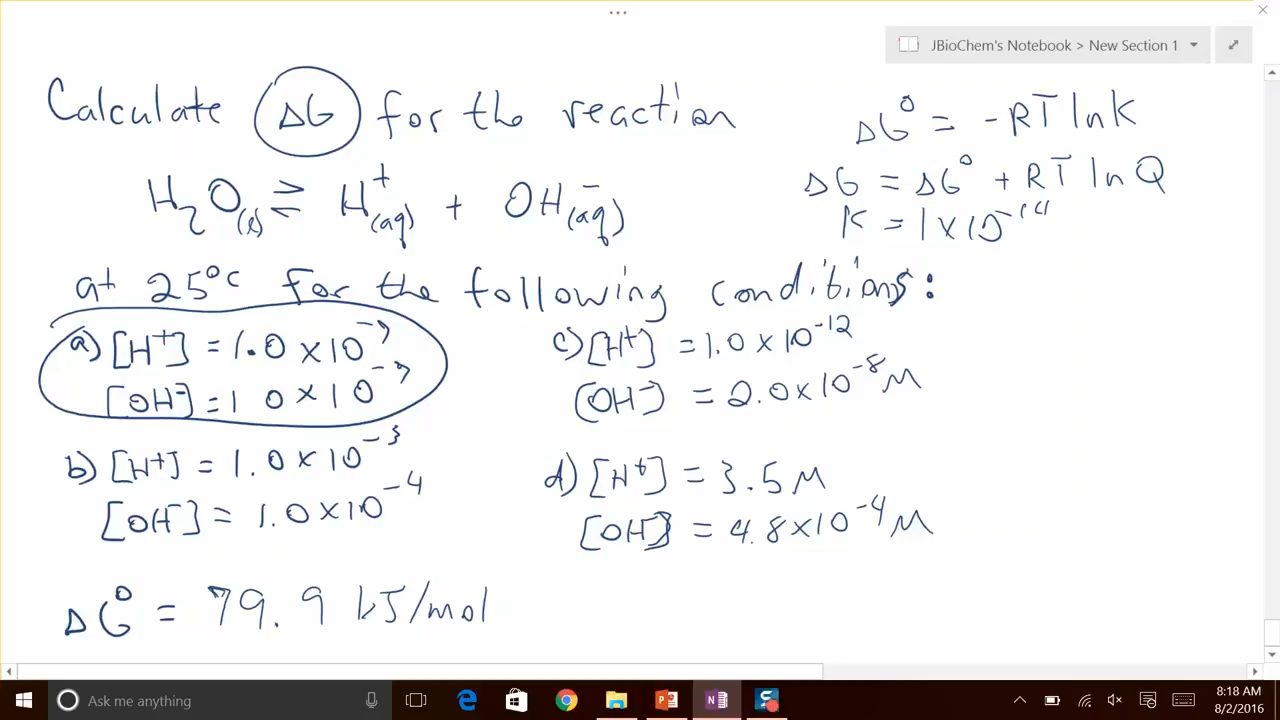 JBioChem's Notebook > New Section 1
Calculate ΔG for the reaction
H₂O(l) ⇌ H⁺(aq) + OH⁻(aq)
at 25°C for the following conditions:
ΔG° = -RT ln K
ΔG = ΔG° + RT ln Q
K = 1 x 10⁻¹⁴
a) [H⁺] = 1.0 x 10⁻⁷
[OH⁻] = 1.0 x 10⁻⁷
b) [H⁺] = 1.0 x 10⁻³
[OH⁻] = 1.0 x 10⁻⁴
c) [H⁺] = 1.0 x 10⁻¹²
[OH⁻] = 2.0 x 10⁻⁸ M
d) [H⁺] = 3.5 M
[OH⁻] = 4.8 x 10⁻⁴ M
ΔG° = 79.9 kJ/mol
Ask me anything
8:18 AM
8/2/2016